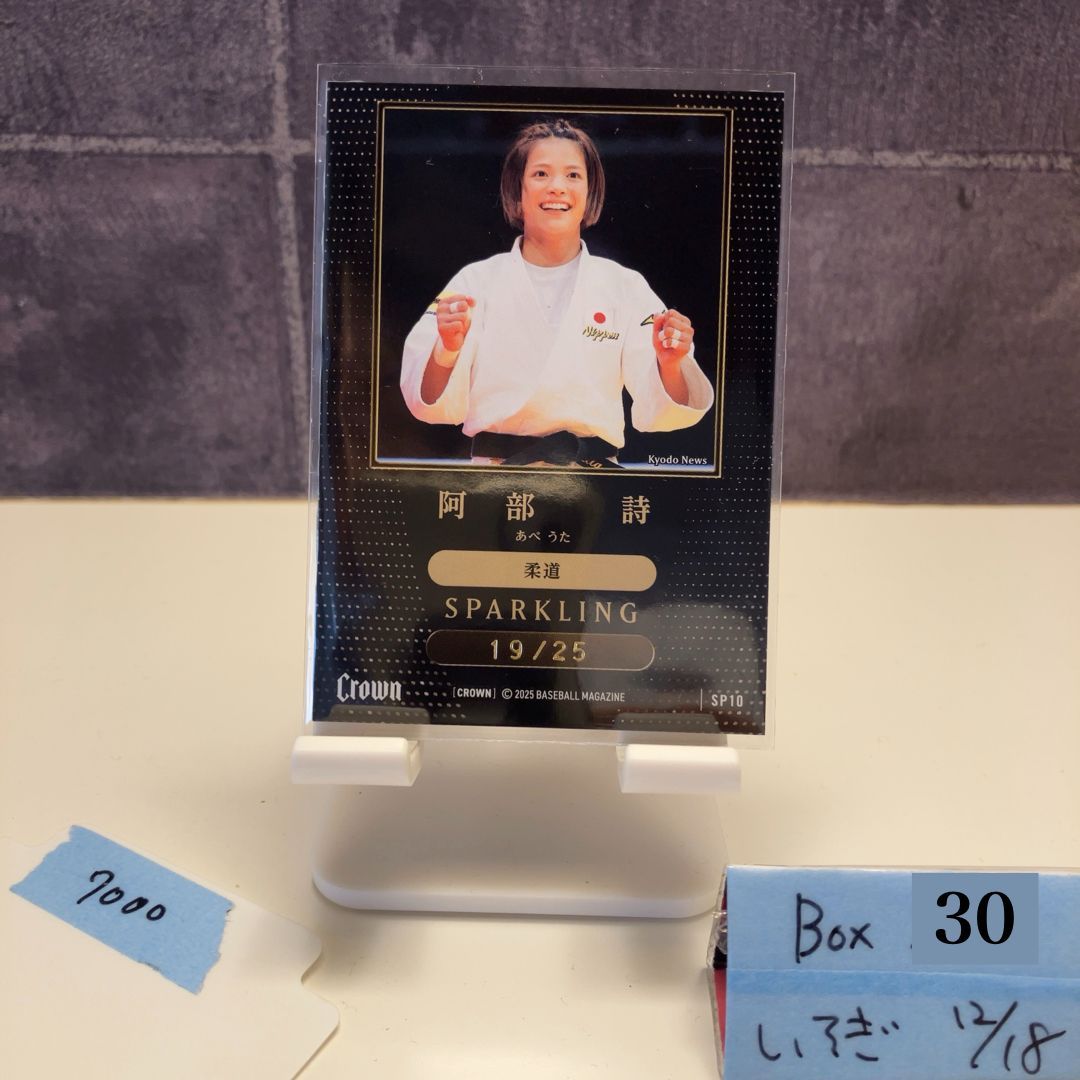 Nippon
Kyodo News
阿部 詩
あべ うた
柔道
SPARKLING
19/25
Crown
[CROWN] © 2025 BASEBALL MAGAZINE
SP10
7000
Box 30
いそぎ 12/18